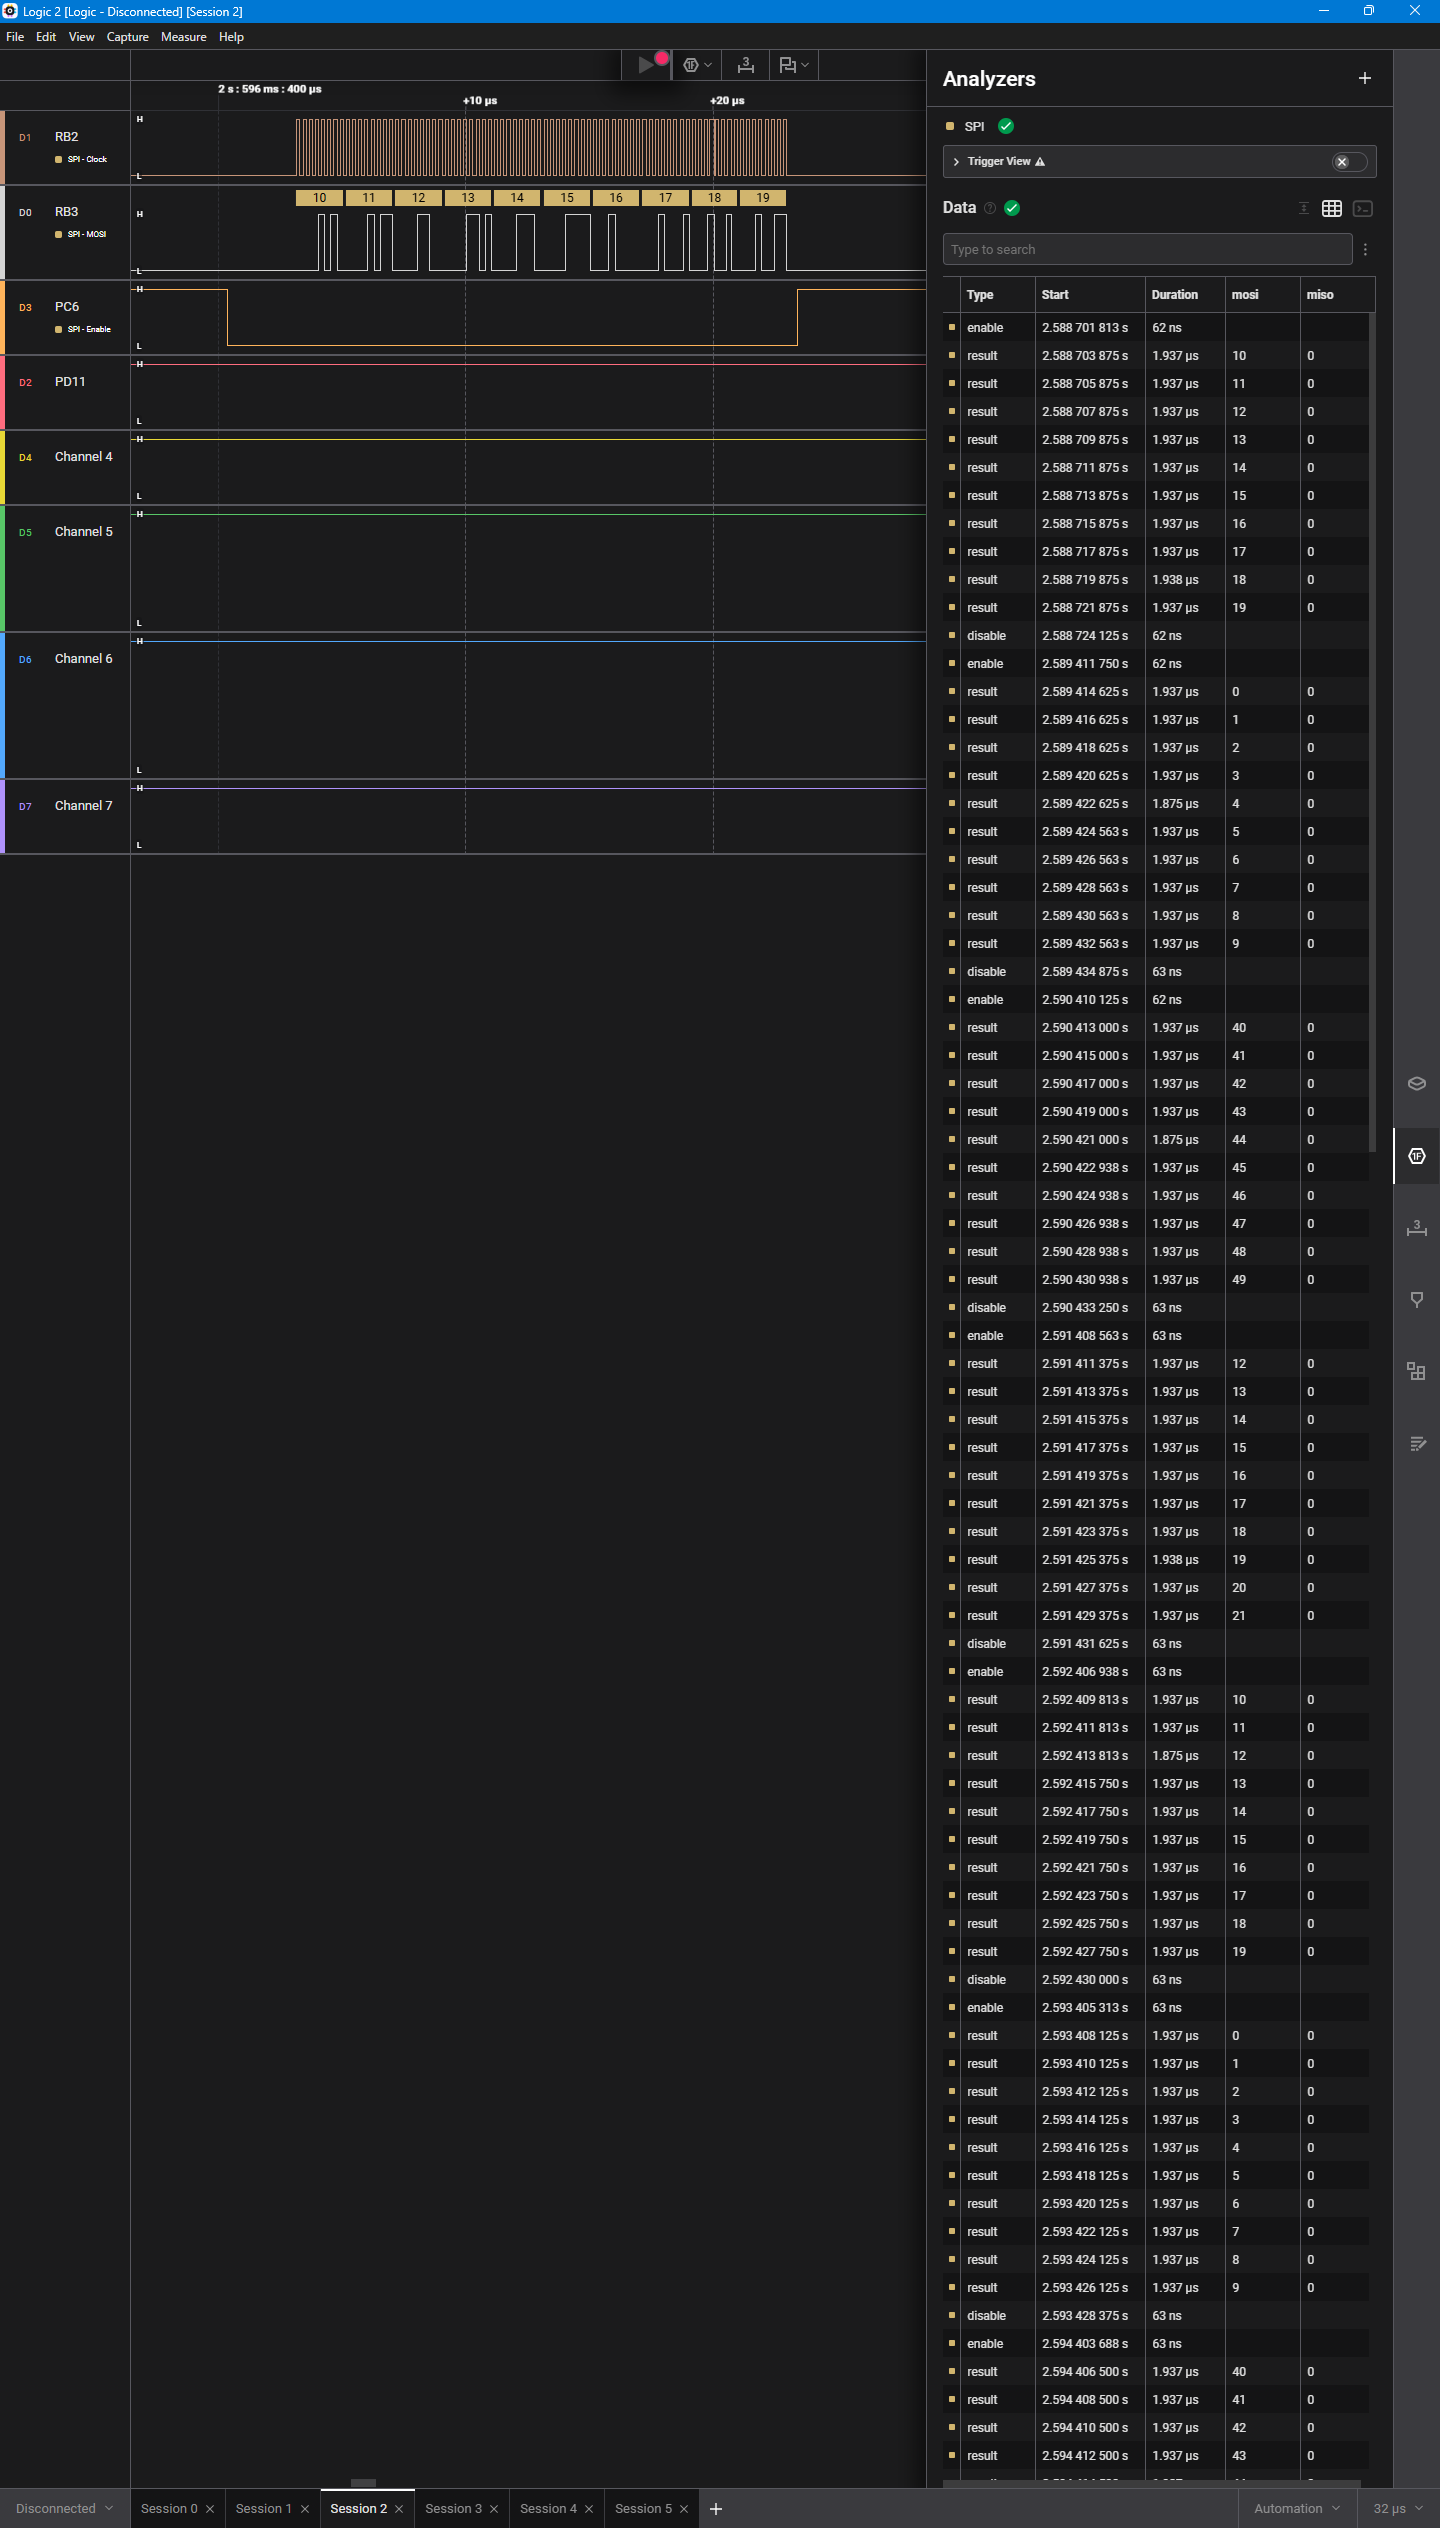 Logic 2 [Logic - Disconnected] [Session 2]
File Edit View Capture Measure Help
2 s : 596 ms : 400 µs
+10 µs +20 µs
D1 RB2
SPI - Clock
D0 RB3
SPI - MOSI
10 11 12 13 14 15 16 17 18 19
D3 PC6
SPI - Enable
D2 PD11
D4 Channel 4
D5 Channel 5
D6 Channel 6
D7 Channel 7
Analyzers
SPI
Trigger View
Data
Type to search
Type Start Duration mosi miso
enable 2.588 701 813 s 62 ns
result 2.588 703 875 s 1.937 µs 10 0
result 2.588 705 875 s 1.937 µs 11 0
result 2.588 707 875 s 1.937 µs 12 0
result 2.588 709 875 s 1.937 µs 13 0
result 2.588 711 875 s 1.937 µs 14 0
result 2.588 713 875 s 1.937 µs 15 0
result 2.588 715 875 s 1.937 µs 16 0
result 2.588 717 875 s 1.937 µs 17 0
result 2.588 719 875 s 1.938 µs 18 0
result 2.588 721 875 s 1.937 µs 19 0
disable 2.588 724 125 s 62 ns
enable 2.589 411 750 s 62 ns
result 2.589 414 625 s 1.937 µs 0 0
result 2.589 416 625 s 1.937 µs 1 0
result 2.589 418 625 s 1.937 µs 2 0
result 2.589 420 625 s 1.937 µs 3 0
result 2.589 422 625 s 1.875 µs 4 0
result 2.589 424 563 s 1.937 µs 5 0
result 2.589 426 563 s 1.937 µs 6 0
result 2.589 428 563 s 1.937 µs 7 0
result 2.589 430 563 s 1.937 µs 8 0
result 2.589 432 563 s 1.937 µs 9 0
disable 2.589 434 875 s 63 ns
enable 2.590 410 125 s 62 ns
result 2.590 413 000 s 1.937 µs 40 0
result 2.590 415 000 s 1.937 µs 41 0
result 2.590 417 000 s 1.937 µs 42 0
result 2.590 419 000 s 1.937 µs 43 0
result 2.590 421 000 s 1.875 µs 44 0
result 2.590 422 938 s 1.937 µs 45 0
result 2.590 424 938 s 1.937 µs 46 0
result 2.590 426 938 s 1.937 µs 47 0
result 2.590 428 938 s 1.937 µs 48 0
result 2.590 430 938 s 1.937 µs 49 0
disable 2.590 433 250 s 63 ns
enable 2.591 408 563 s 63 ns
result 2.591 411 375 s 1.937 µs 12 0
result 2.591 413 375 s 1.937 µs 13 0
result 2.591 415 375 s 1.937 µs 14 0
result 2.591 417 375 s 1.937 µs 15 0
result 2.591 419 375 s 1.937 µs 16 0
result 2.591 421 375 s 1.937 µs 17 0
result 2.591 423 375 s 1.937 µs 18 0
result 2.591 425 375 s 1.938 µs 19 0
result 2.591 427 375 s 1.937 µs 20 0
result 2.591 429 375 s 1.937 µs 21 0
disable 2.591 431 625 s 63 ns
enable 2.592 406 938 s 63 ns
result 2.592 409 813 s 1.937 µs 10 0
result 2.592 411 813 s 1.937 µs 11 0
result 2.592 413 813 s 1.875 µs 12 0
result 2.592 415 750 s 1.937 µs 13 0
result 2.592 417 750 s 1.937 µs 14 0
result 2.592 419 750 s 1.937 µs 15 0
result 2.592 421 750 s 1.937 µs 16 0
result 2.592 423 750 s 1.937 µs 17 0
result 2.592 425 750 s 1.937 µs 18 0
result 2.592 427 750 s 1.937 µs 19 0
disable 2.592 430 000 s 63 ns
enable 2.593 405 313 s 63 ns
result 2.593 408 125 s 1.937 µs 0 0
result 2.593 410 125 s 1.937 µs 1 0
result 2.593 412 125 s 1.937 µs 2 0
result 2.593 414 125 s 1.937 µs 3 0
result 2.593 416 125 s 1.937 µs 4 0
result 2.593 418 125 s 1.937 µs 5 0
result 2.593 420 125 s 1.937 µs 6 0
result 2.593 422 125 s 1.937 µs 7 0
result 2.593 424 125 s 1.937 µs 8 0
result 2.593 426 125 s 1.937 µs 9 0
disable 2.593 428 375 s 63 ns
enable 2.594 403 688 s 63 ns
result 2.594 406 500 s 1.937 µs 40 0
result 2.594 408 500 s 1.937 µs 41 0
result 2.594 410 500 s 1.937 µs 42 0
result 2.594 412 500 s 1.937 µs 43 0
Disconnected Session 0 Session 1 Session 2 Session 3 Session 4 Session 5 Automation 32 µs